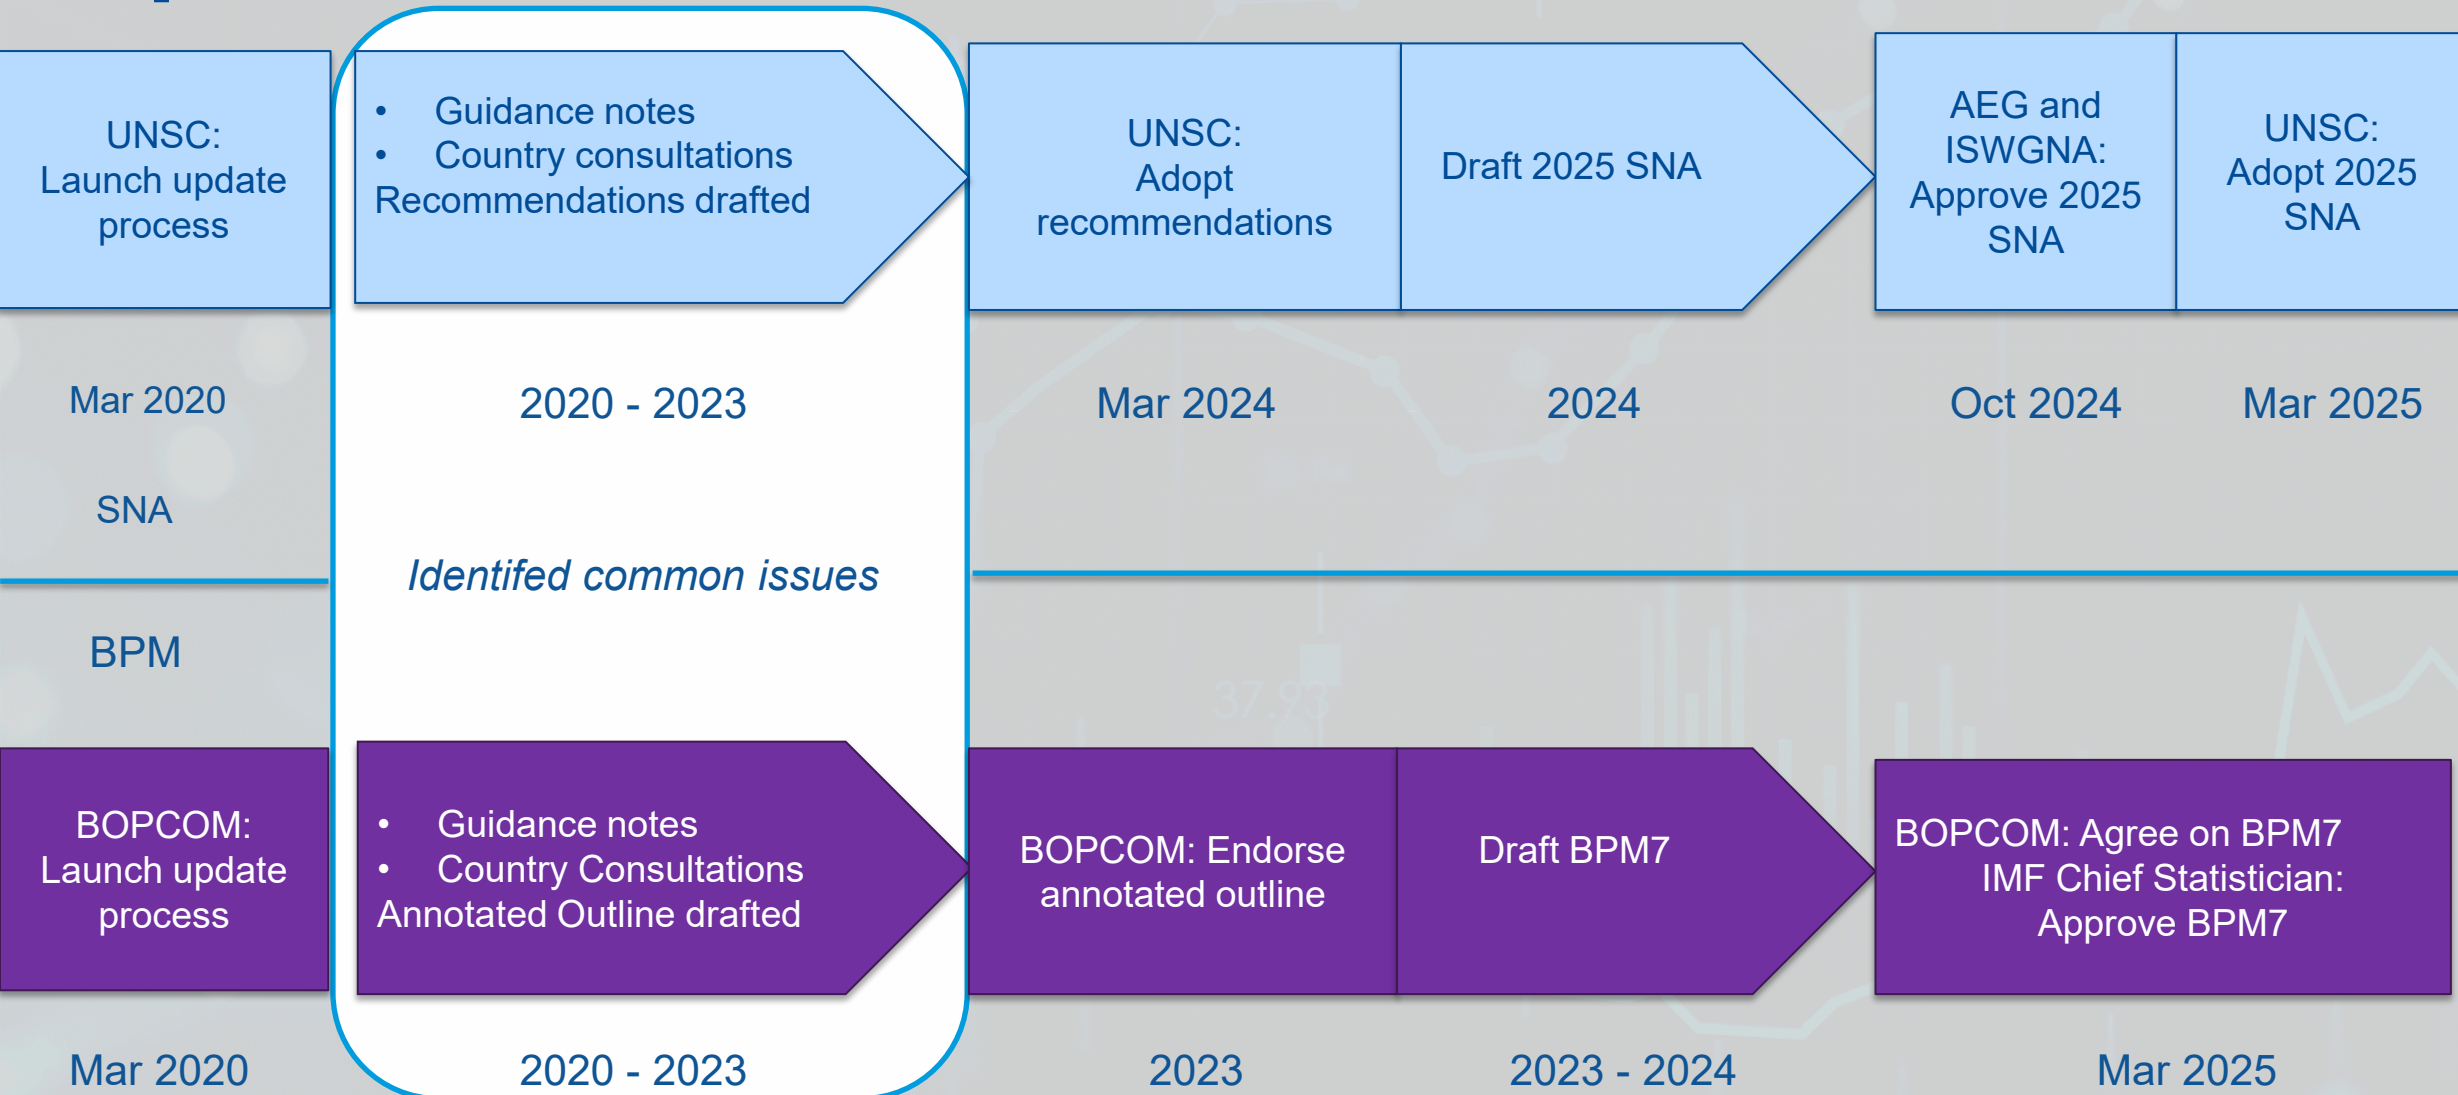 UNSC:
Launch update
process
• Guidance notes
• Country consultations
Recommendations drafted
UNSC:
Adopt
recommendations
Draft 2025 SNA
AEG and
ISWGNA:
Approve 2025
SNA
UNSC:
Adopt 2025
SNA
Mar 2020
2020 - 2023
Mar 2024
2024
Oct 2024
Mar 2025
SNA
Identifed common issues
BPM
37.93
BOPCOM:
Launch update
process
• Guidance notes
• Country Consultations
Annotated Outline drafted
BOPCOM: Endorse
annotated outline
Draft BPM7
BOPCOM: Agree on BPM7
IMF Chief Statistician:
Approve BPM7
Mar 2020
2020 - 2023
2023
2023 - 2024
Mar 2025